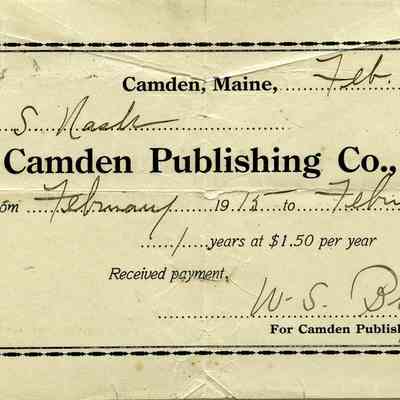 Camden, Maine, Feb.
S. Nash
Camden Publishing Co.,
February 1915 to
1 years at $1.50 per year
Received payment,
W. S.
For Camden Publish